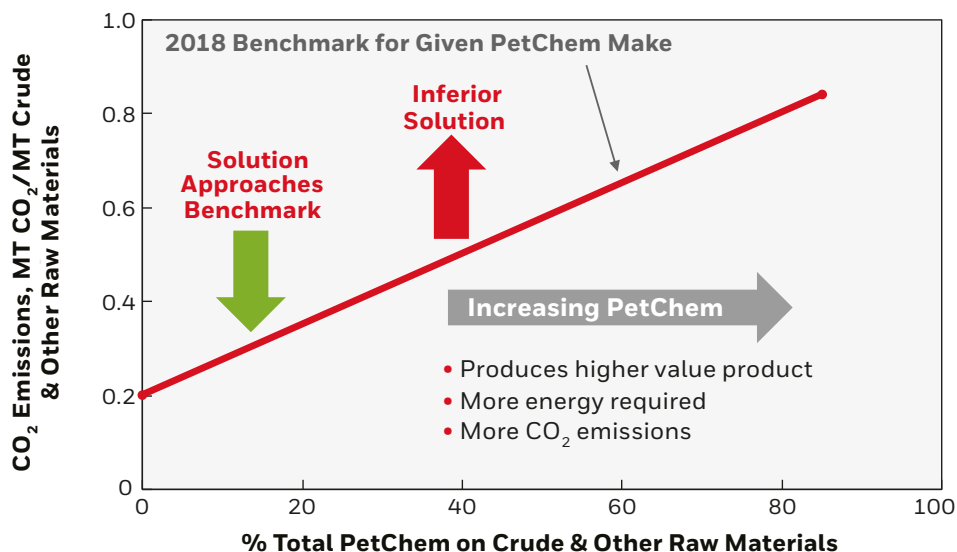 CO₂ Emissions, MT CO₂/MT Crude
& Other Raw Materials
1.0
0.8
0.6
0.4
0.2
0
2018 Benchmark for Given PetChem Make
Inferior
Solution
Solution
Approaches
Benchmark
Increasing PetChem
• Produces higher value product
• More energy required
• More CO₂ emissions
0
20
40
60
80
100
% Total PetChem on Crude & Other Raw Materials